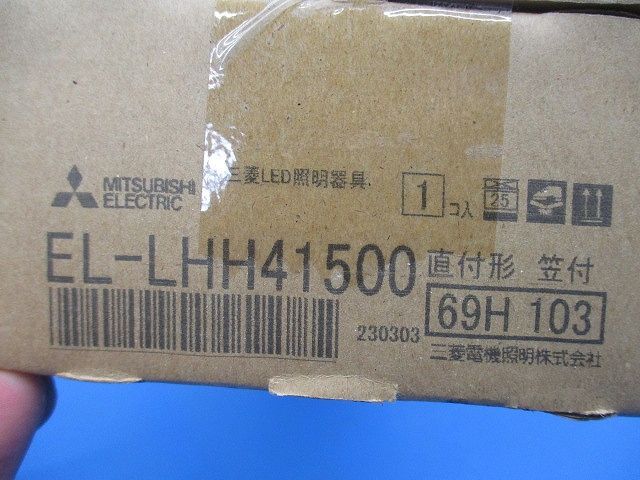 MITSUBISHI ELECTRIC
三菱LED照明器具
1 コ入
25
EL-LHH41500 直付形 笠付
69H 103
230303
三菱電機照明株式会社